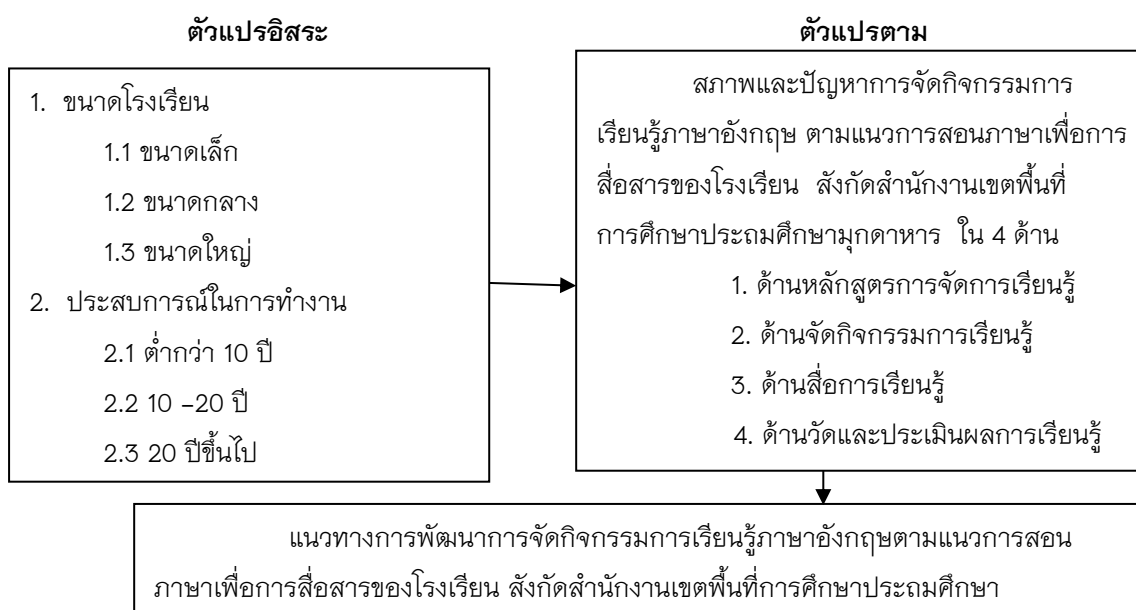 ตัวแปรอิสระ
1. ขนาดโรงเรียน
1.1 ขนาดเล็ก
1.2 ขนาดกลาง
1.3 ขนาดใหญ่
2. ประสบการณ์ในการทำงาน
2.1 ต่ำกว่า 10 ปี
2.2 10 –20 ปี
2.3 20 ปีขึ้นไป
ตัวแปรตาม
สภาพและปัญหาการจัดกิจกรรมการ
เรียนรู้ภาษาอังกฤษ ตามแนวการสอนภาษาเพื่อการ
สื่อสารของโรงเรียน สังกัดสำนักงานเขตพื้นที่
การศึกษาประถมศึกษามุกดาหาร ใน 4 ด้าน
1. ด้านหลักสูตรการจัดการเรียนรู้
2. ด้านจัดกิจกรรมการเรียนรู้
3. ด้านสื่อการเรียนรู้
4. ด้านวัดและประเมินผลการเรียนรู้
แนวทางการพัฒนาการจัดกิจกรรมการเรียนรู้ภาษาอังกฤษตามแนวการสอน
ภาษาเพื่อการสื่อสารของโรงเรียน สังกัดสำนักงานเขตพื้นที่การศึกษาประถมศึกษา